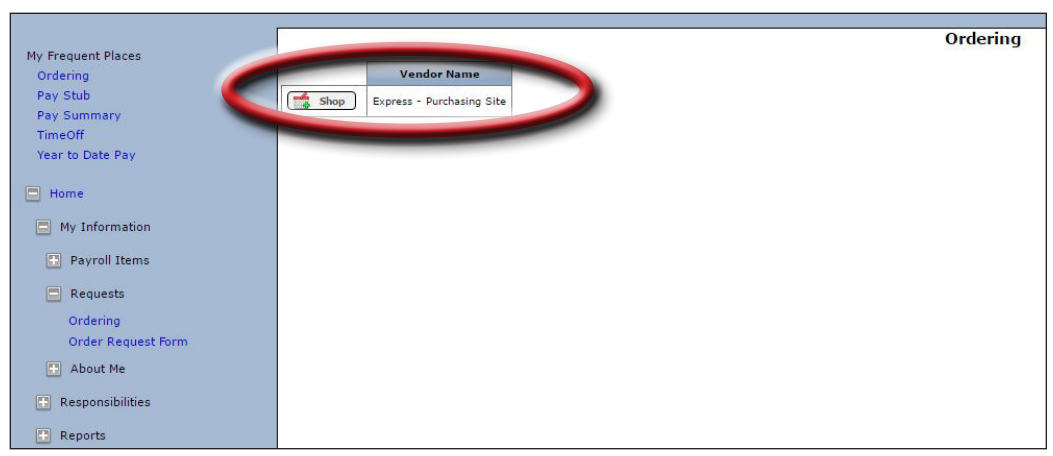 Ordering
My Frequent Places
Ordering
Pay Stub
Pay Summary
TimeOff
Year to Date Pay
Home
My Information
Payroll Items
Requests
Ordering
Order Request Form
About Me
Responsibilities
Reports
Vendor Name
Shop Express - Purchasing Site